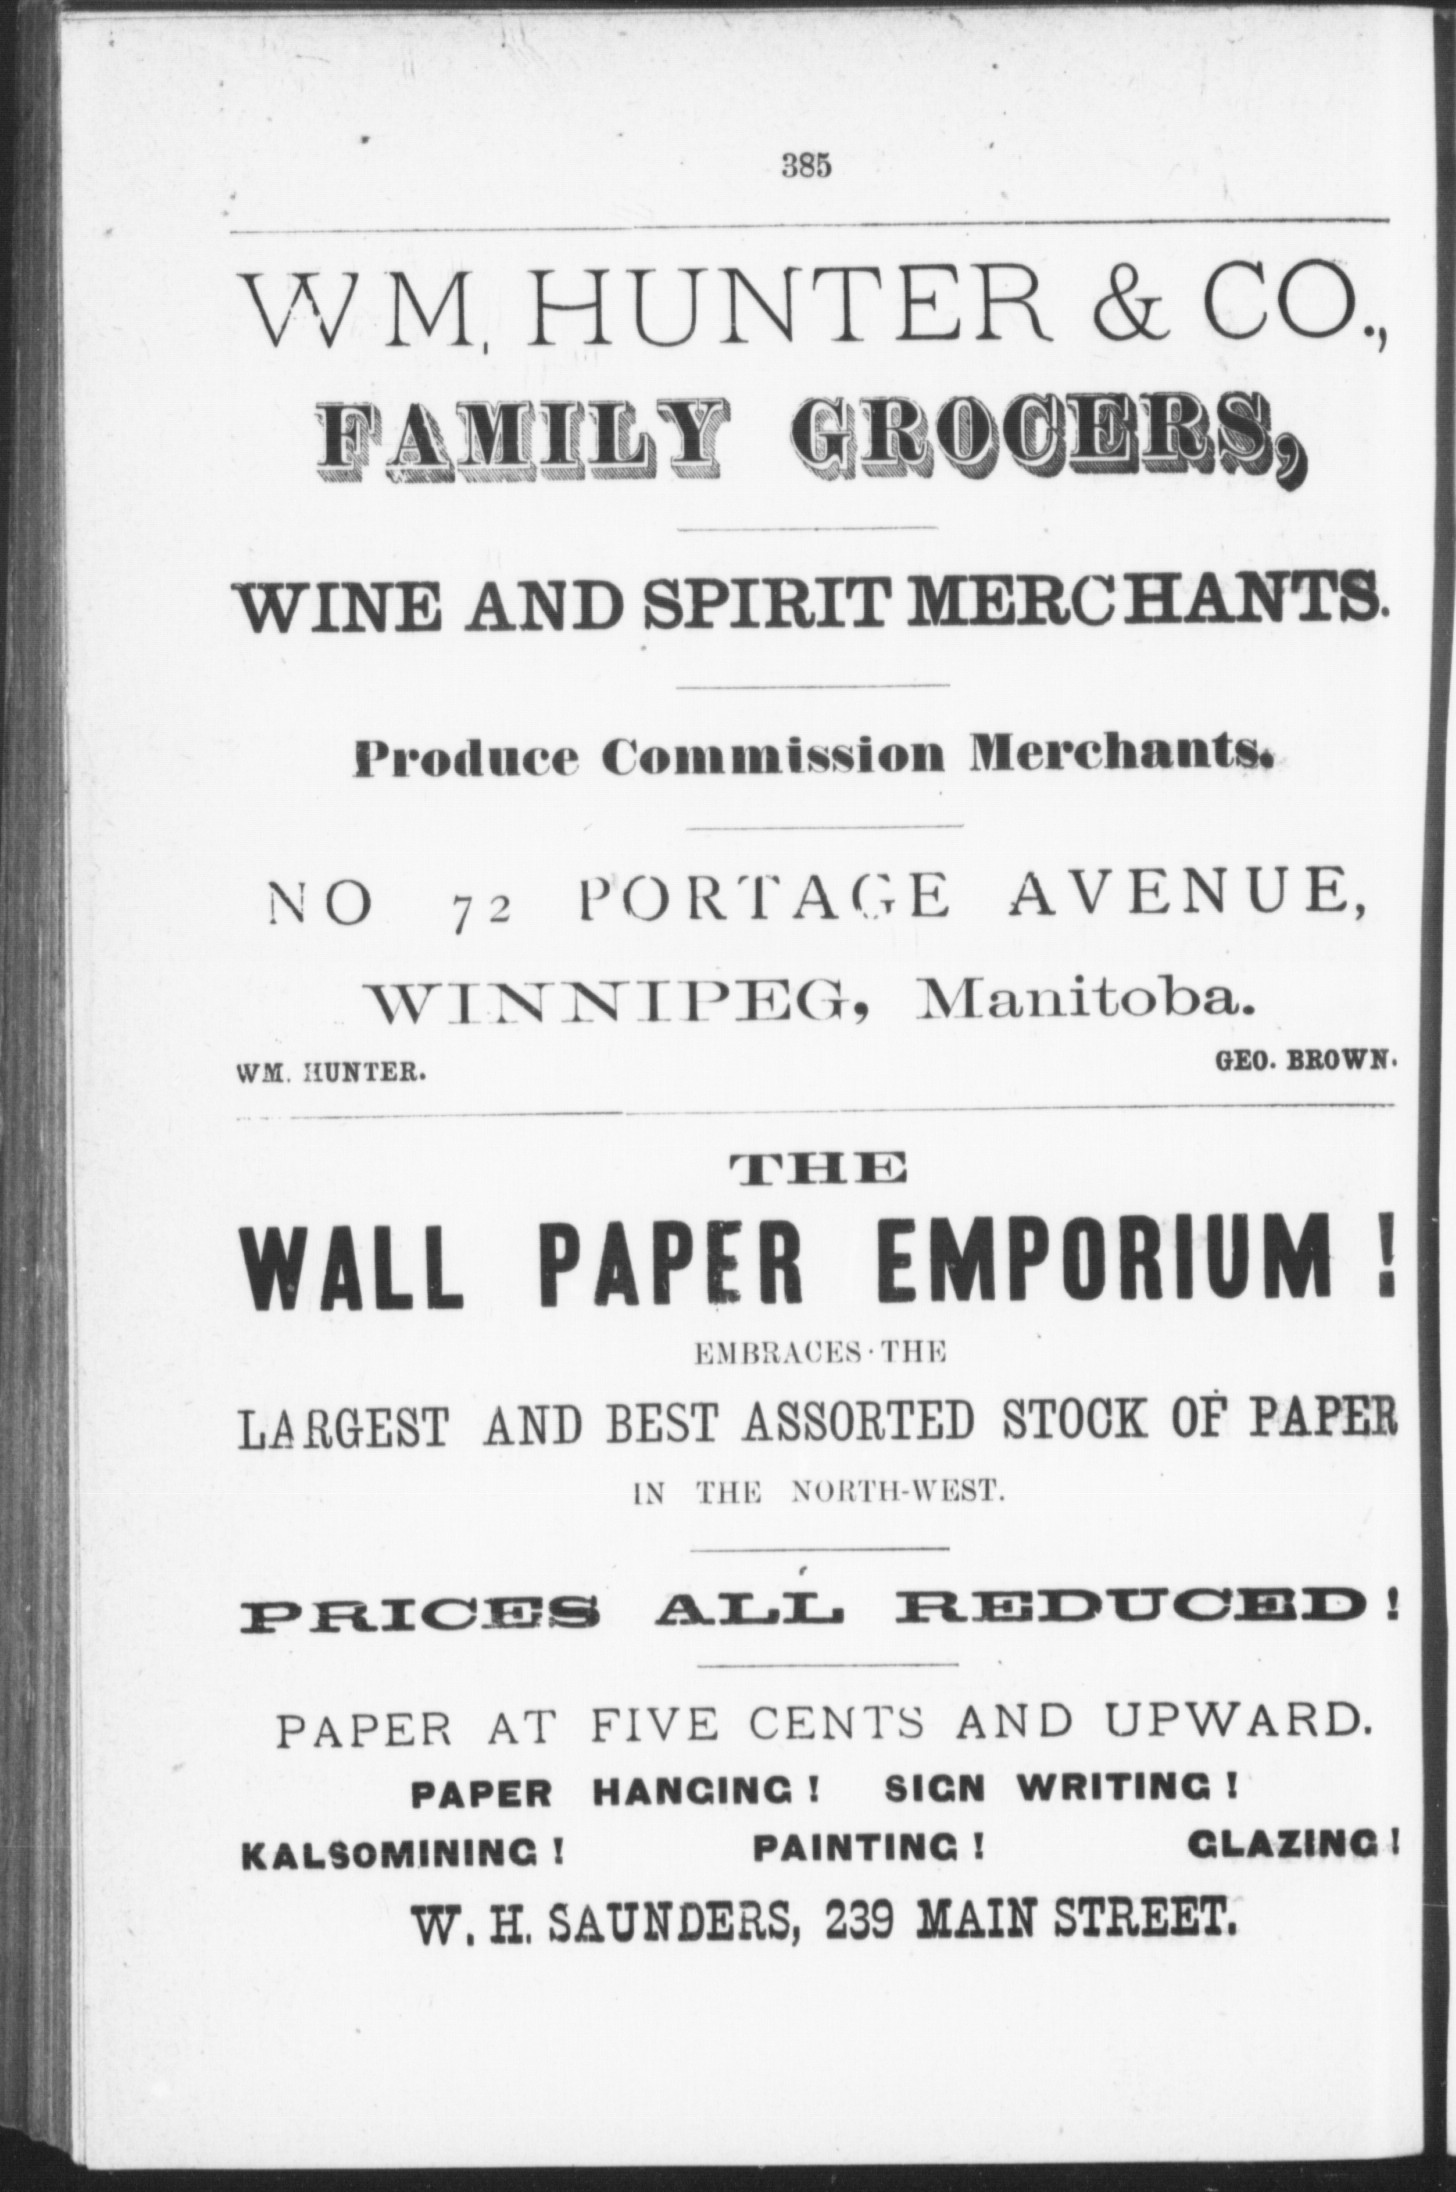 385
WM. HUNTER & CO.,
FAMILY GROCERS,
WINE AND SPIRIT MERCHANTS.
Produce Commission Merchants.
NO 72 PORTAGE AVENUE,
WINNIPEG, Manitoba.
WM. HUNTER. GEO. BROWN.
THE
WALL PAPER EMPORIUM !
EMBRACES THE
LARGEST AND BEST ASSORTED STOCK OF PAPER
IN THE NORTH-WEST.
PRICES ALL REDUCED !
PAPER AT FIVE CENTS AND UPWARD.
PAPER HANGING ! SIGN WRITING !
KALSOMINING ! PAINTING ! GLAZING !
W. H. SAUNDERS, 239 MAIN STREET.